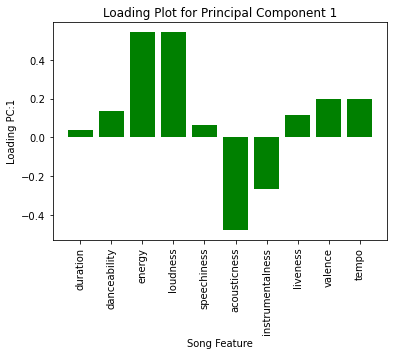 Loading Plot for Principal Component 1
Loading PC:1
0.4
0.2
0.0
−0.2
−0.4
duration
danceability
energy
loudness
speechiness
acousticness
instrumentalness
liveness
valence
tempo
Song Feature